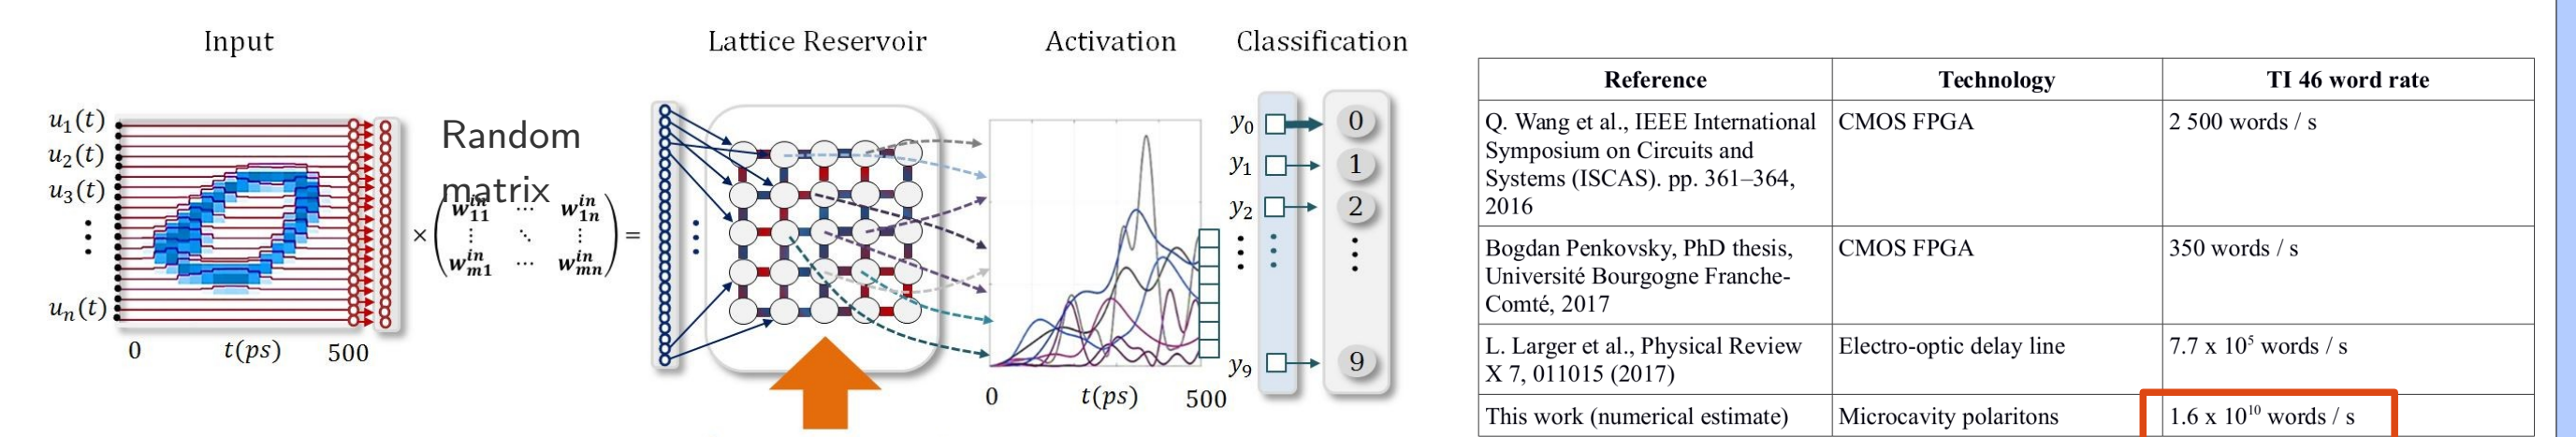 Input
Lattice Reservoir
Activation
Classification
u₁(t)
u₂(t)
u₃(t)
⋮
uₙ(t)
0 t(ps) 500
Random
matrix
× ( w₁₁ⁱⁿ ⋯ w₁ₙⁱⁿ
⋮ ⋱ ⋮
wₘ₁ⁱⁿ ⋯ wₘₙⁱⁿ ) =
⋮
0 t(ps) 500
y₀ 0
y₁ 1
y₂ 2
⋮ ⋮ ⋮
y₉ 9
Reference Technology TI 46 word rate
Q. Wang et al., IEEE International CMOS FPGA 2 500 words / s
Symposium on Circuits and
Systems (ISCAS). pp. 361–364,
2016
Bogdan Penkovsky, PhD thesis, CMOS FPGA 350 words / s
Université Bourgogne Franche-
Comté, 2017
L. Larger et al., Physical Review Electro-optic delay line 7.7 x 10⁵ words / s
X 7, 011015 (2017)
This work (numerical estimate) Microcavity polaritons 1.6 x 10¹⁰ words / s